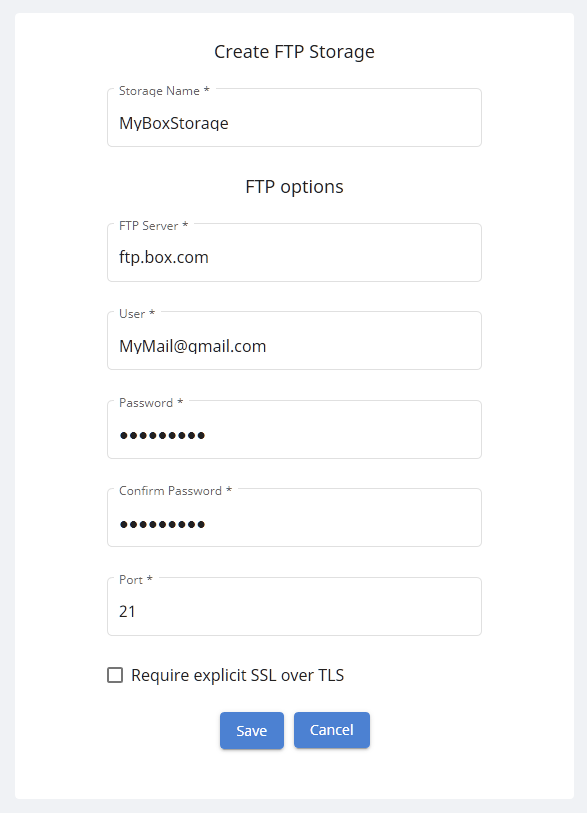 Create FTP Storage
Storage Name *
MyBoxStorage
FTP options
FTP Server *
ftp.box.com
User *
MyMail@gmail.com
Password *
●●●●●●●●●
Confirm Password *
●●●●●●●●●
Port *
21
Require explicit SSL over TLS
Save Cancel